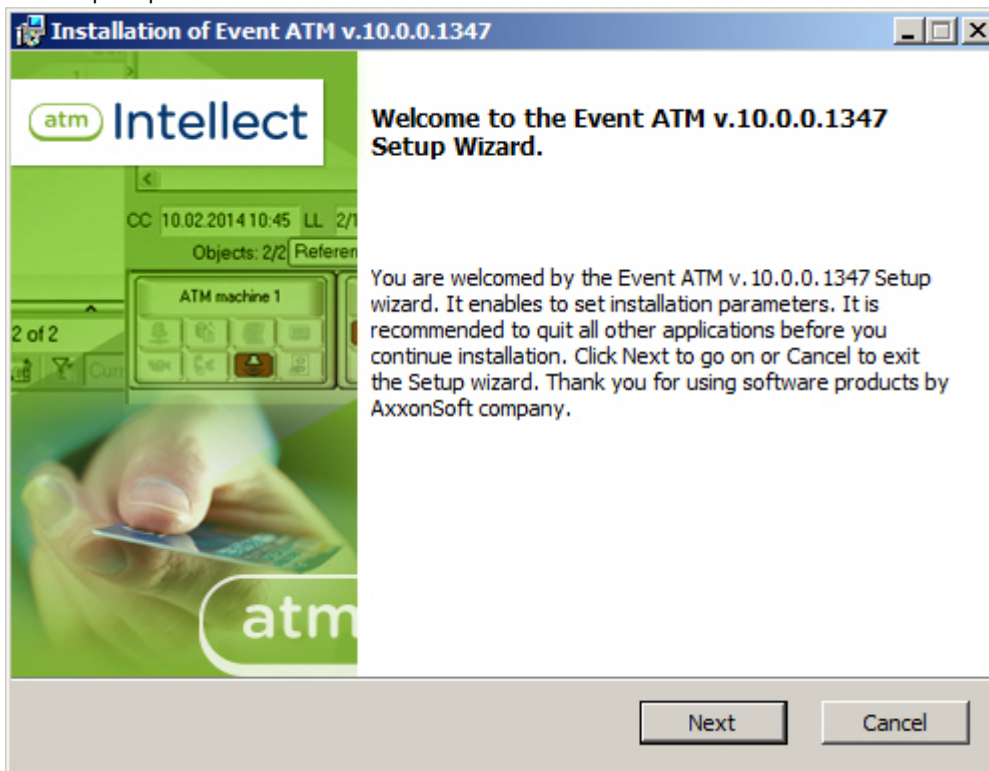 Installation of Event ATM v.10.0.0.1347
atm Intellect
Welcome to the Event ATM v.10.0.0.1347
Setup Wizard.
CC 10.02.2014 10:45 LL 2/1
Objects: 2/2 Referen
ATM machine 1
2 of 2
Curr
You are welcomed by the Event ATM v.10.0.0.1347 Setup
wizard. It enables to set installation parameters. It is
recommended to quit all other applications before you
continue installation. Click Next to go on or Cancel to exit
the Setup wizard. Thank you for using software products by
AxxonSoft company.
atm
Next
Cancel